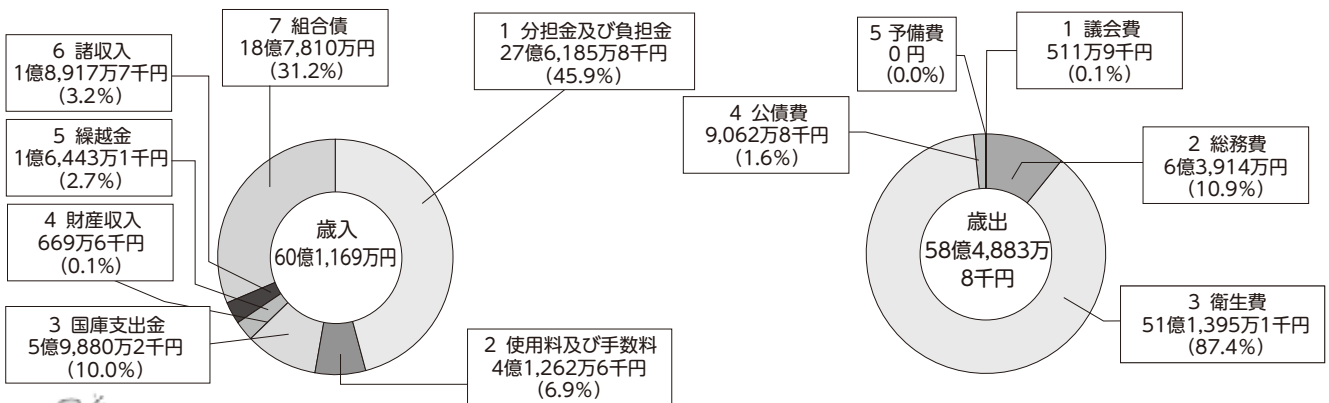 7 組合債
18億7,810万円
(31.2%)
1 分担金及び負担金
27億6,185万8千円
(45.9%)
6 諸収入
1億8,917万7千円
(3.2%)
5 繰越金
1億6,443万1千円
(2.7%)
4 財産収入
669万6千円
(0.1%)
3 国庫支出金
5億9,880万2千円
(10.0%)
2 使用料及び手数料
4億1,262万6千円
(6.9%)
歳入
60億1,169万円
5 予備費
0円
(0.0%)
1 議会費
511万9千円
(0.1%)
4 公債費
9,062万8千円
(1.6%)
2 総務費
6億3,914万円
(10.9%)
3 衛生費
51億1,395万1千円
(87.4%)
歳出
58億4,883万
8千円